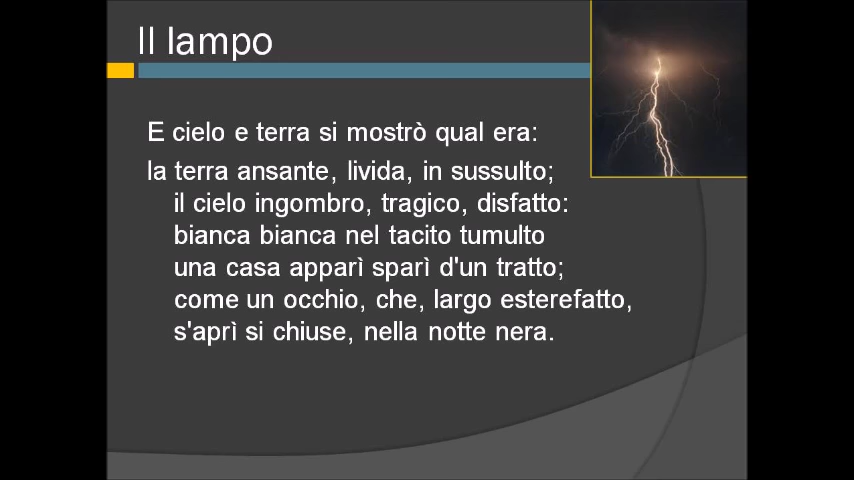 Il lampo
E cielo e terra si mostrò qual era:
la terra ansante, livida, in sussulto;
il cielo ingombro, tragico, disfatto:
bianca bianca nel tacito tumulto
una casa apparì sparì d'un tratto;
come un occhio, che, largo esterefatto,
s'aprì si chiuse, nella notte nera.